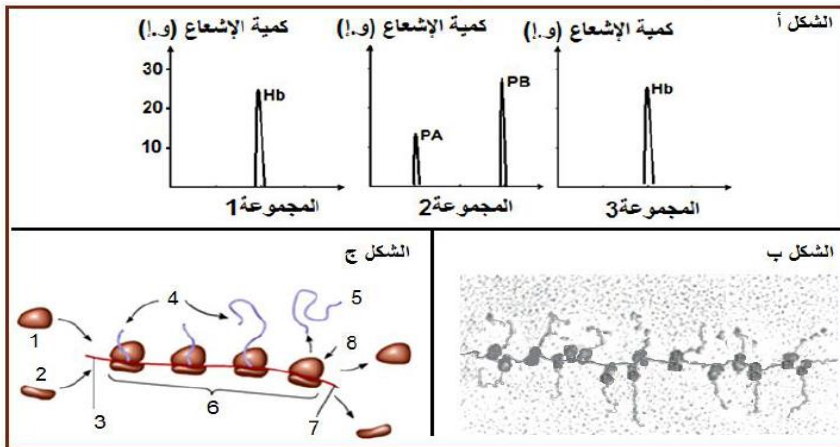 الشكل أ
كمية الإشعاع (و.إ) كمية الإشعاع (و.إ) كمية الإشعاع (و.إ)
30
20
10
Hb
PA
PB
Hb
المجموعة1 المجموعة2 المجموعة3
الشكل ج
1
2
3
4
5
6
7
8
الشكل ب